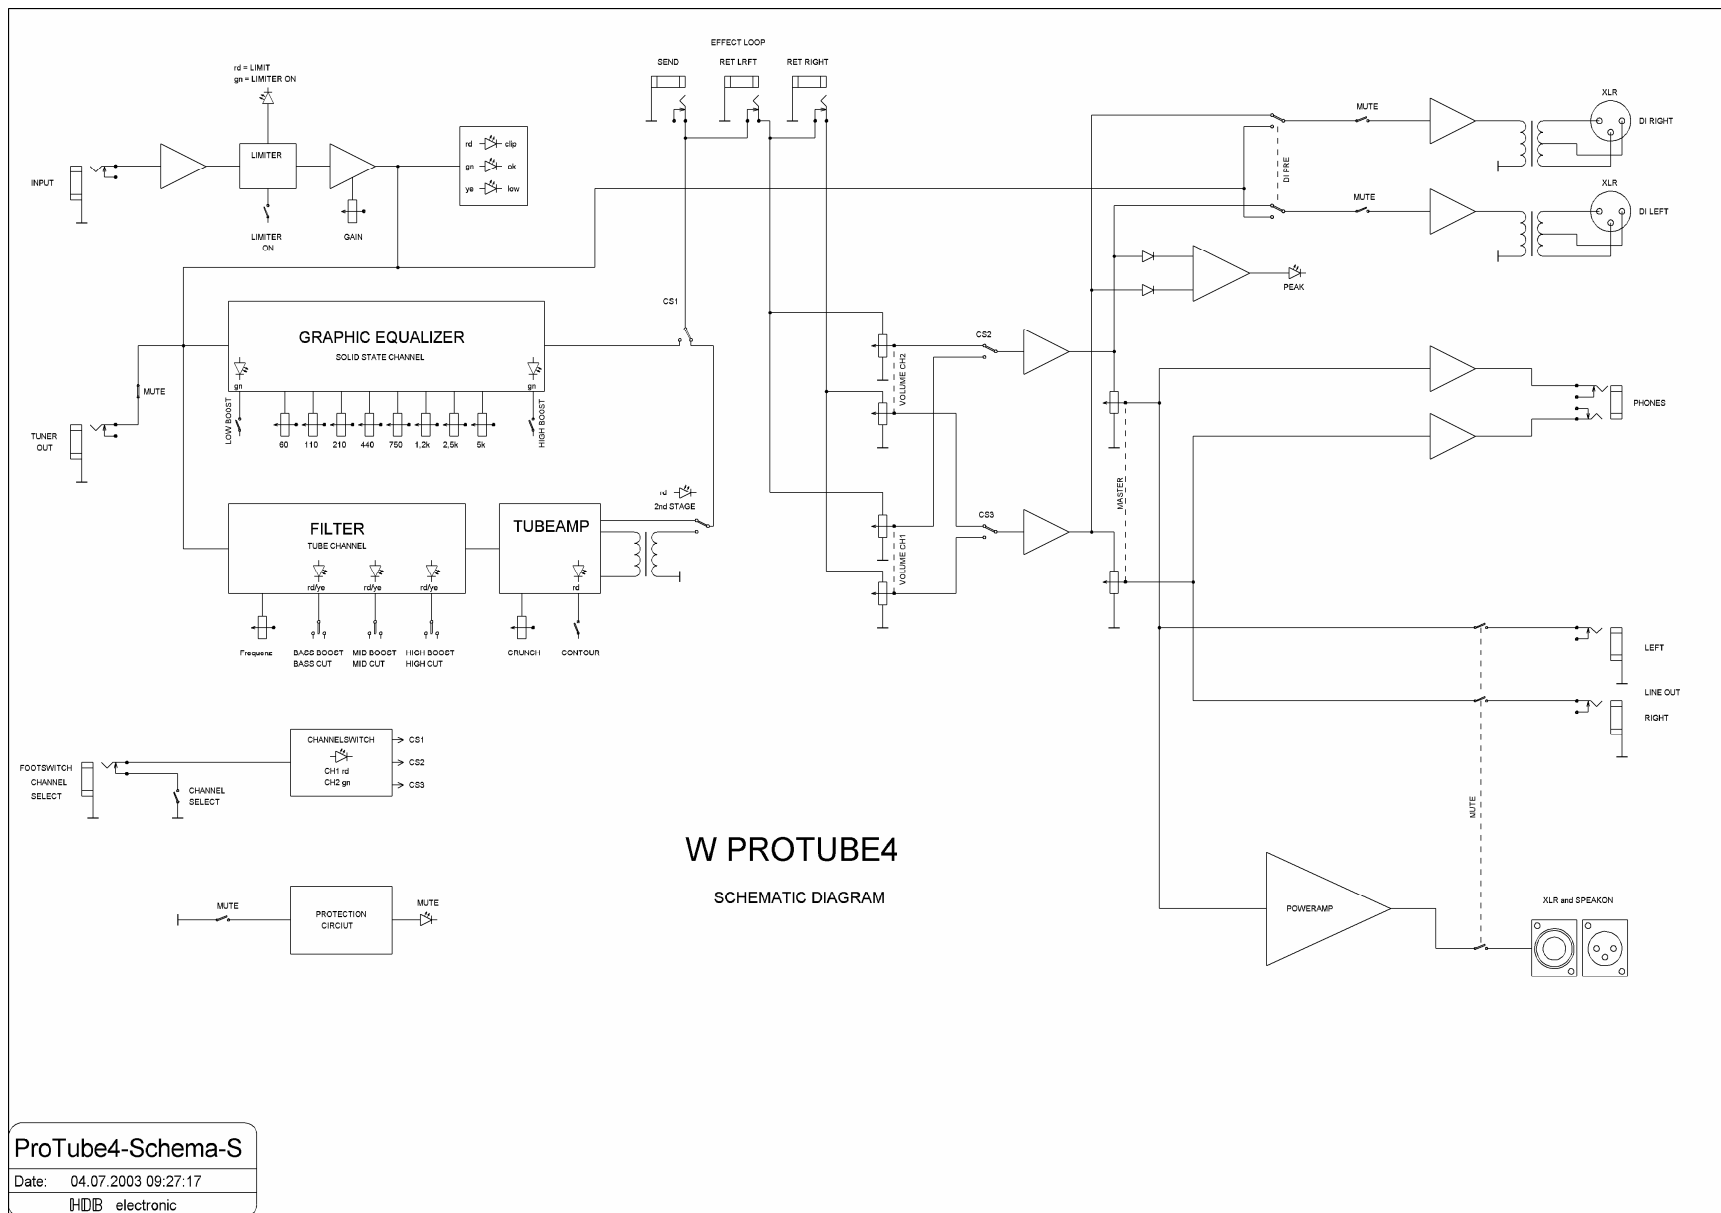 EFFECT LOOP
SEND
RET LRFT
RET RIGHT
rd = LIMIT
gn = LIMITER ON
INPUT
LIMITER
LIMITER
ON
GAIN
rd
clip
gn
ok
ye
low
MUTE
XLR
DI RIGHT
DI FRE
MUTE
XLR
DI LEFT
PEAK
CS1
GRAPHIC EQUALIZER
SOLID STATE CHANNEL
gn
gn
LOW BOOST
60
110
210
440
750
1,2k
2,5k
5k
HIGH BOOST
MUTE
TUNER
OUT
CS2
VOLUME CH2
PHONES
MASTER
rd
2nd STAGE
FILTER
TUBE CHANNEL
rd/ye
rd/ye
rd/ye
TUBEAMP
rd
CS3
VOLUME CH1
Frequenz
BASS BOOST
BASS CUT
MID BOOST
MID CUT
HIGH BOOST
HIGH CUT
CRUNCH
CONTOUR
LEFT
LINE OUT
RIGHT
MUTE
FOOTSWITCH
CHANNEL
SELECT
CHANNEL
SELECT
CHANNELSWITCH
CH1 rd
CH2 gn
CS1
CS2
CS3
W PROTUBE4
SCHEMATIC DIAGRAM
MUTE
PROTECTION
CIRCIUT
MUTE
POWERAMP
XLR and SPEAKON
ProTube4-Schema-S
Date: 04.07.2003 09:27:17
HDB electronic